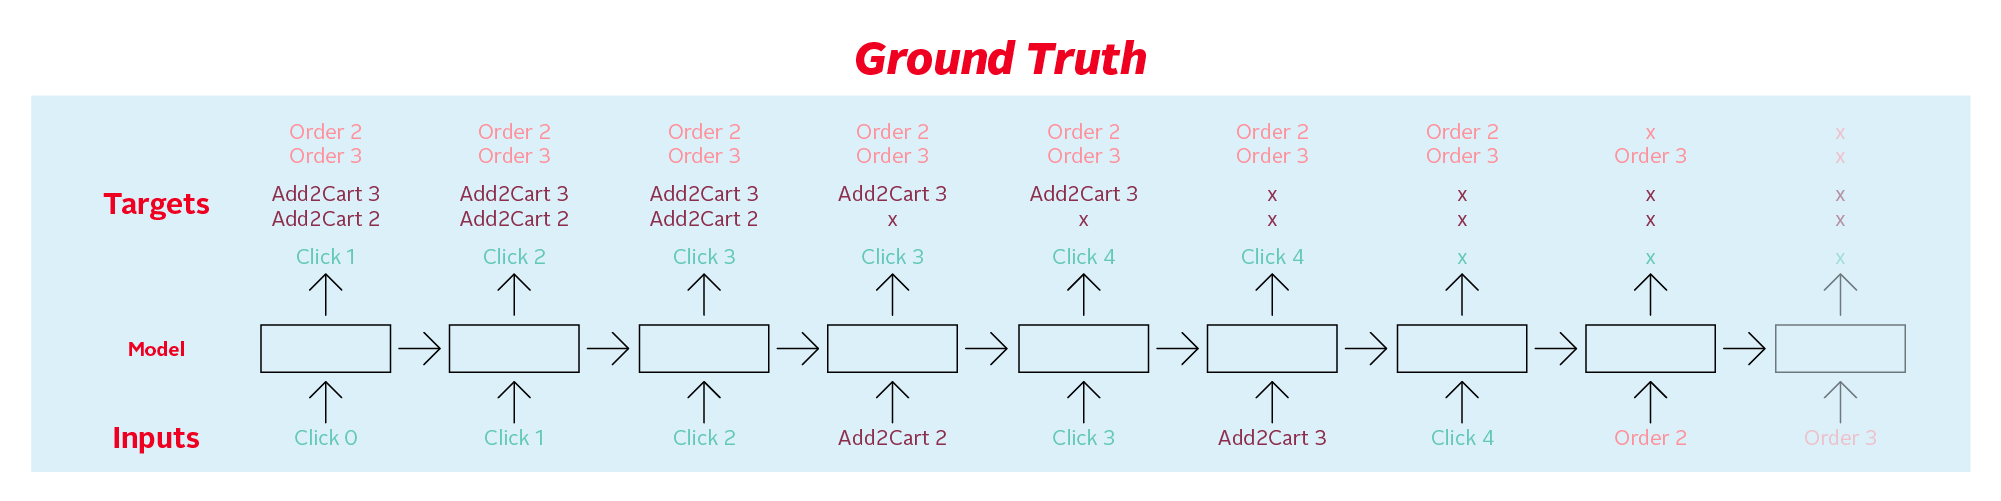 Ground Truth
Order 2 Order 2 Order 2 Order 2 Order 2 Order 2 Order 2 x x
Order 3 Order 3 Order 3 Order 3 Order 3 Order 3 Order 3 Order 3 x
Targets
Add2Cart 3 Add2Cart 3 Add2Cart 3 Add2Cart 3 Add2Cart 3 x x x x
Add2Cart 2 Add2Cart 2 Add2Cart 2 x x x x x x
Click 1 Click 2 Click 3 Click 3 Click 4 Click 4 x x x
Model
Inputs Click 0 Click 1 Click 2 Add2Cart 2 Click 3 Add2Cart 3 Click 4 Order 2 Order 3